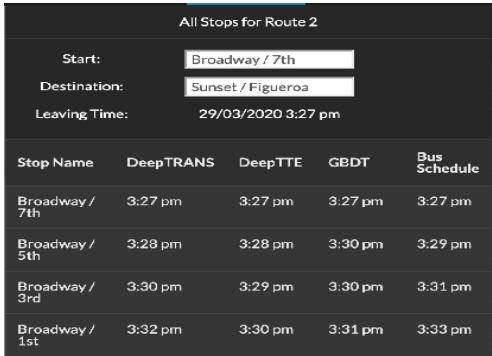 All Stops for Route 2
Start: Broadway / 7th
Destination: Sunset / Figueroa
Leaving Time: 29/03/2020 3:27 pm
Stop Name DeepTRANS DeepTTE GBDT Bus Schedule
Broadway / 7th 3:27 pm 3:27 pm 3:27 pm 3:27 pm
Broadway / 5th 3:28 pm 3:28 pm 3:30 pm 3:29 pm
Broadway / 3rd 3:30 pm 3:29 pm 3:30 pm 3:31 pm
Broadway / 1st 3:32 pm 3:30 pm 3:31 pm 3:33 pm